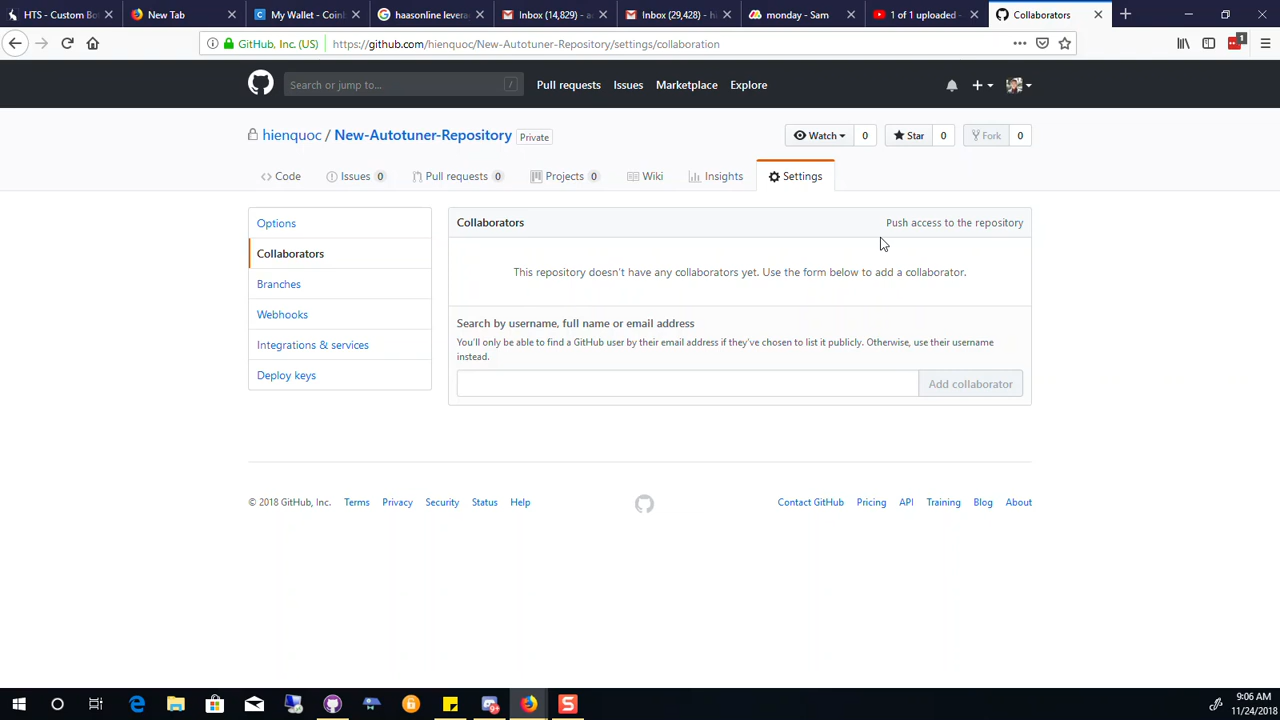 HTS - Custom Bo
New Tab
My Wallet - Coin
haasonline levera
Inbox (14,829) - a
Inbox (29,428) - h
monday - Sam
1 of 1 uploaded -
Collaborators
GitHub, Inc. (US)
https://github.com/hienquoc/New-Autotuner-Repository/settings/collaboration
1
Search or jump to...
/
Pull requests
Issues
Marketplace
Explore
hienquoc / New-Autotuner-Repository
Private
Watch
0
Star
0
Fork
0
Code
Issues 0
Pull requests 0
Projects 0
Wiki
Insights
Settings
Options
Collaborators
Branches
Webhooks
Integrations & services
Deploy keys
Collaborators
Push access to the repository
This repository doesn't have any collaborators yet. Use the form below to add a collaborator.
Search by username, full name or email address
You'll only be able to find a GitHub user by their email address if they've chosen to list it publicly. Otherwise, use their username
instead.
Add collaborator
© 2018 GitHub, Inc.
Terms
Privacy
Security
Status
Help
Contact GitHub
Pricing
API
Training
Blog
About
9:06 AM
11/24/2018